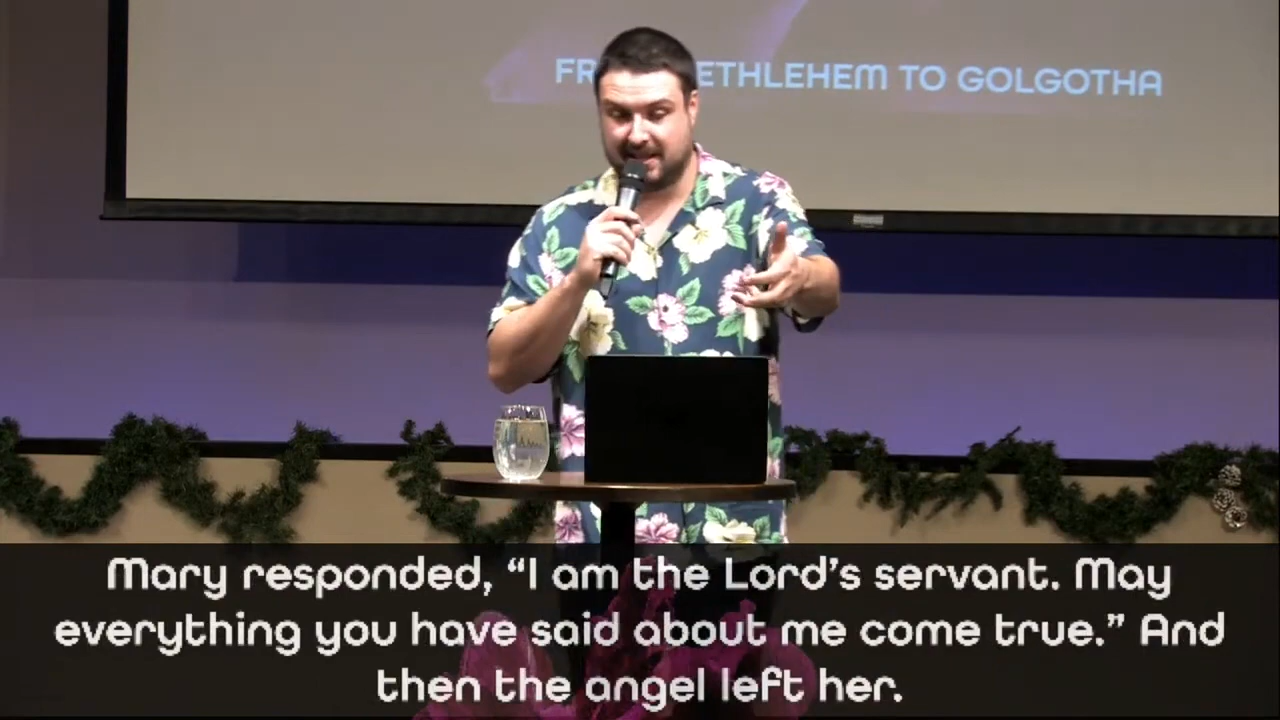 FR ETHLEHEM TO GOLGOTHA
Mary responded, “I am the Lord’s servant. May
everything you have said about me come true.” And
then the angel left her.